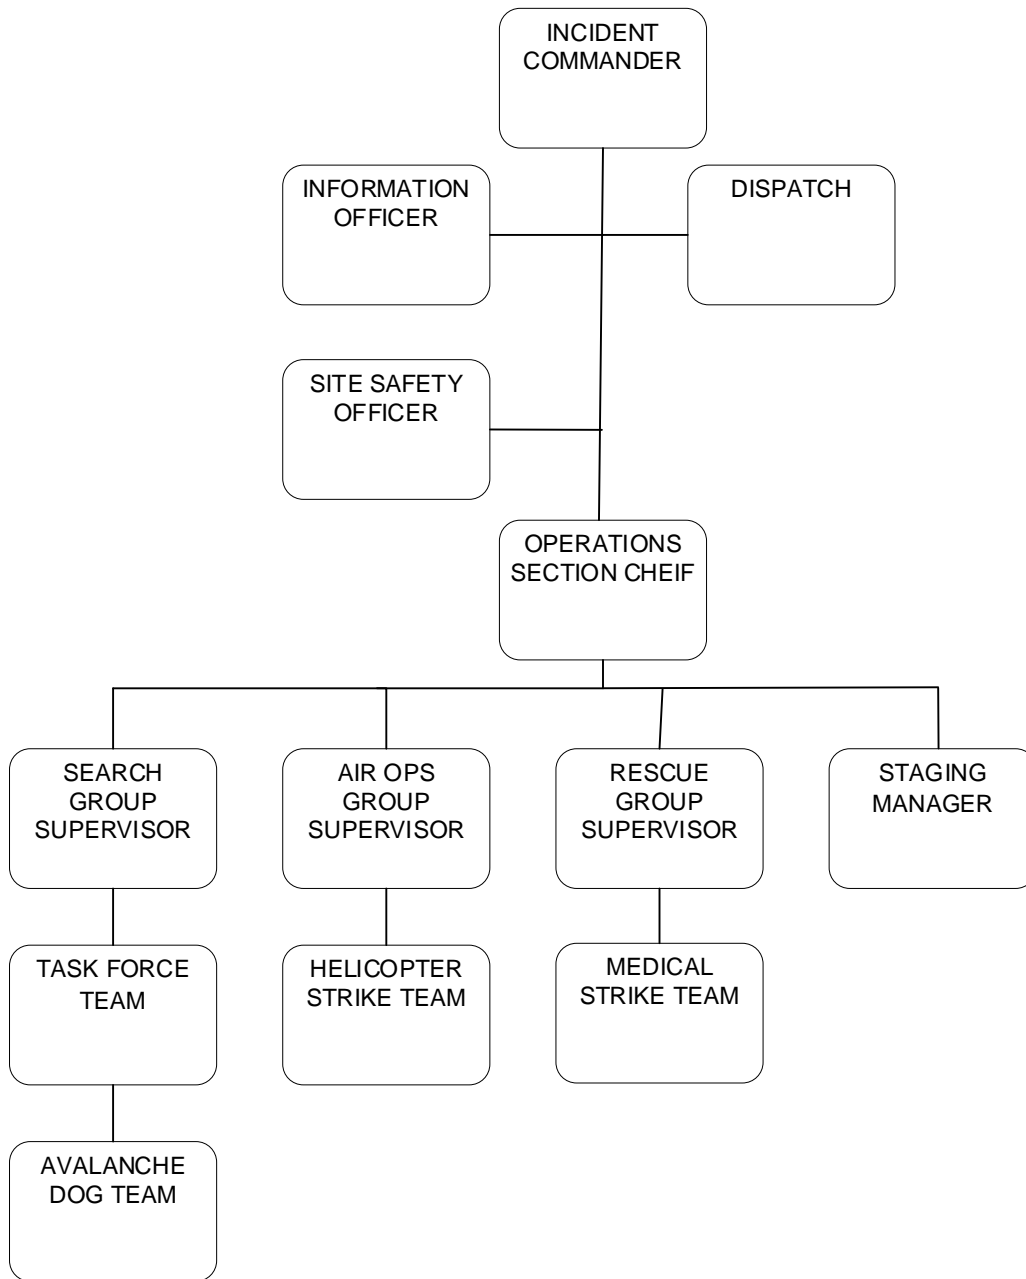 INCIDENT
COMMANDER
INFORMATION
OFFICER
DISPATCH
SITE SAFETY
OFFICER
OPERATIONS
SECTION CHEIF
SEARCH
GROUP
SUPERVISOR
AIR OPS
GROUP
SUPERVISOR
RESCUE
GROUP
SUPERVISOR
STAGING
MANAGER
TASK FORCE
TEAM
HELICOPTER
STRIKE TEAM
MEDICAL
STRIKE TEAM
AVALANCHE
DOG TEAM